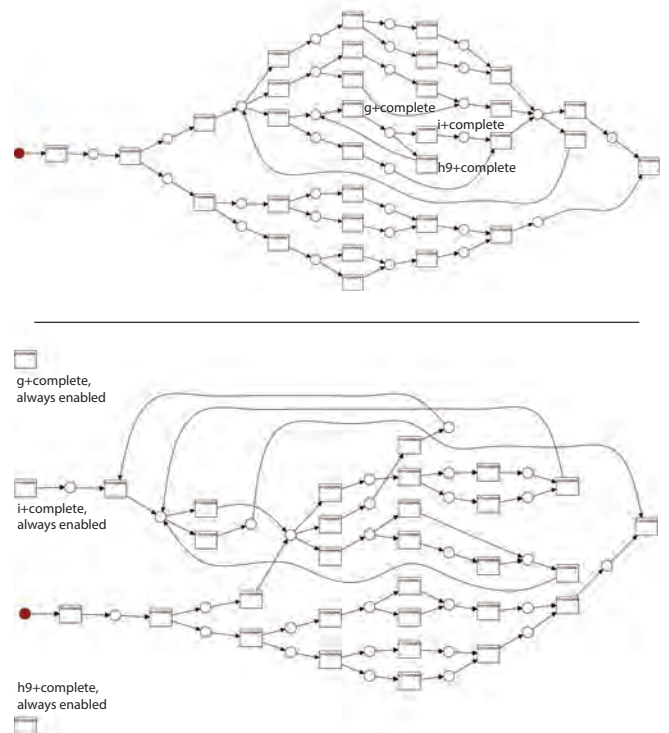 g+complete
i+complete
h9+complete
g+complete,
always enabled
i+complete,
always enabled
h9+complete,
always enabled